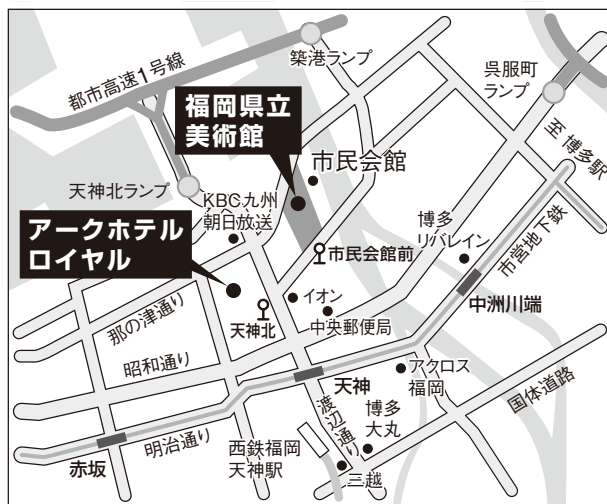 都市高速1号線
築港ランプ
呉服町
ランプ
至 博多駅
福岡県立
美術館
市民会館
天神北ランプ
KBC九州
朝日放送
アークホテル
ロイヤル
博多
リバレイン
市営地下鉄
市民会館前
中洲川端
那の津通り
イオン
天神北
中央郵便局
昭和通り
天神
アクロス
福岡
国体道路
渡辺通り
博多
大丸
明治通り
赤坂
西鉄福岡
天神駅
三越